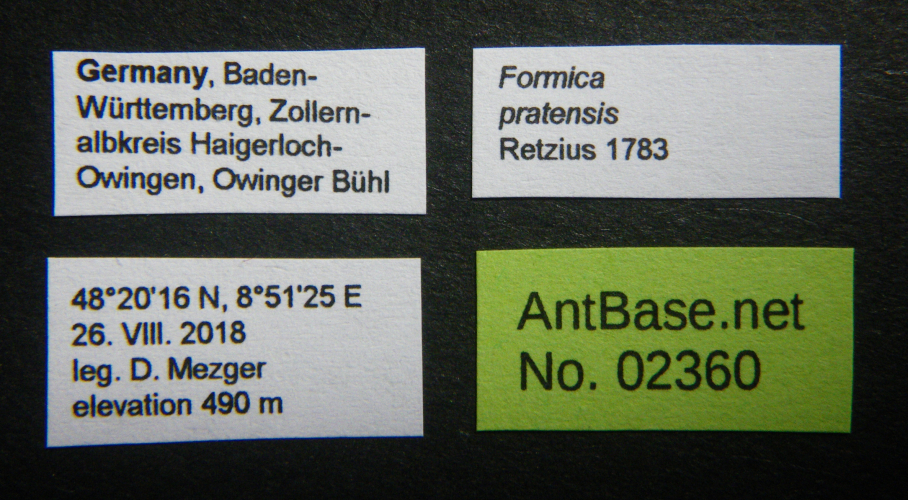 Germany, Baden-
Württemberg, Zollern-
albkreis Haigerloch-
Owingen, Owinger Bühl
Formica
pratensis
Retzius 1783
48°20'16 N, 8°51'25 E
26. VIII. 2018
leg. D. Mezger
elevation 490 m
AntBase.net
No. 02360